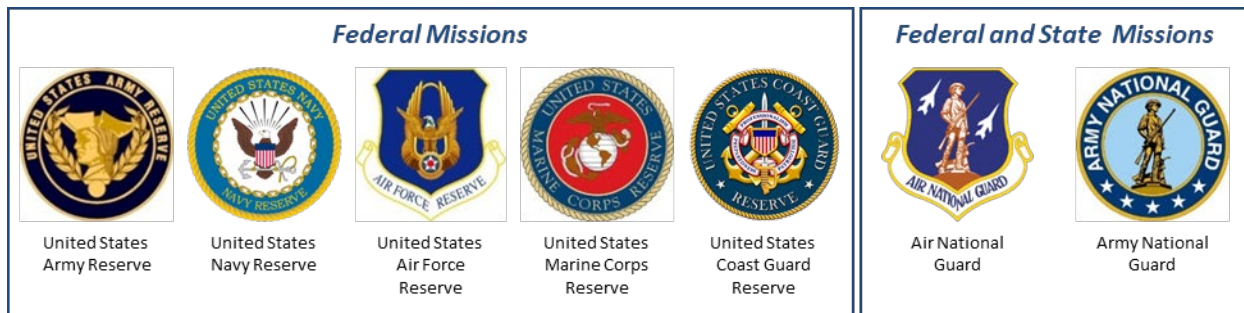 Federal Missions
UNITED STATES ARMY RESERVE
UNITED STATES NAVY
NAVY RESERVE
AIR FORCE RESERVE
UNITED STATES
MARINE CORPS RESERVE
UNITED STATES COAST GUARD
RESERVE
United States
Army Reserve
United States
Navy Reserve
United States
Air Force
Reserve
United States
Marine Corps
Reserve
United States
Coast Guard
Reserve
Federal and State Missions
AIR NATIONAL GUARD
ARMY NATIONAL GUARD
Air National
Guard
Army National
Guard